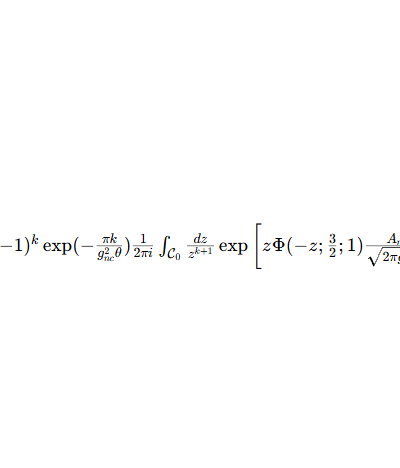 -1)^k \exp(-\frac{\pi k}{g_{nc}^2 \theta}) \frac{1}{2\pi i} \int_{\mathcal{C}_0} \frac{dz}{z^{k+1}} \exp \left[ z\Phi(-z; \frac{3}{2}; 1) \frac{A}{\sqrt{2\pi